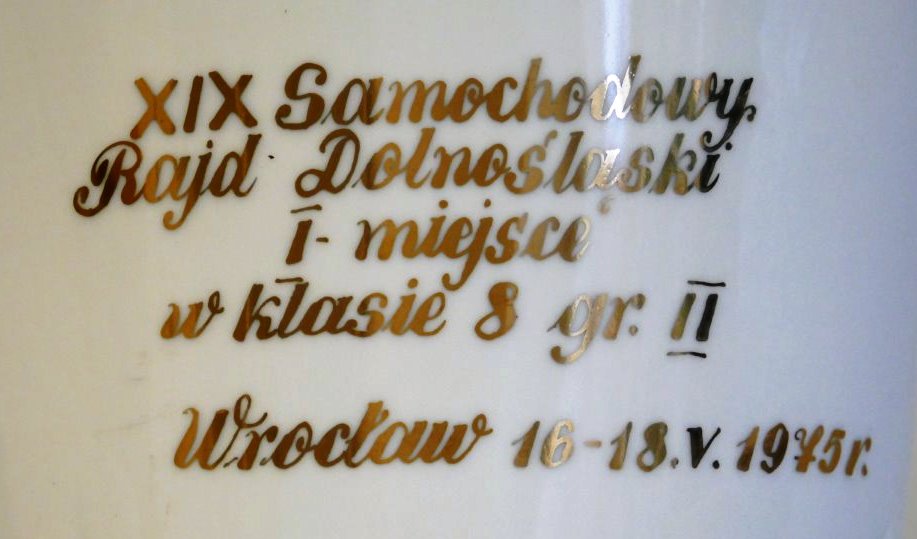 XIX Samochodowy
Rajd Dolnośląski
I - miejsce
w klasie 8 gr. II
Wrocław 16-18.V.1975r.